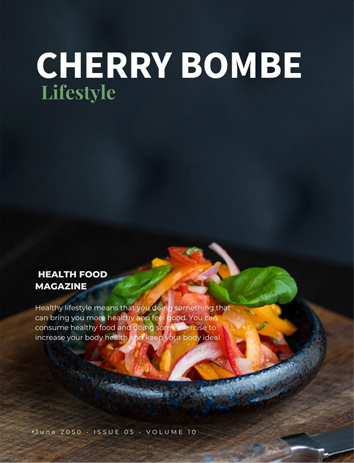 CHERRY BOMBE
Lifestyle
HEALTH FOOD
MAGAZINE
Healthy lifestyle means that you doing something that
can bring you more healthy and feel good. You can
consume healthy food and doing some exercise to
increase your body health and keep your body ideal.
June 2050 - ISSUE 05 - VOLUME 10